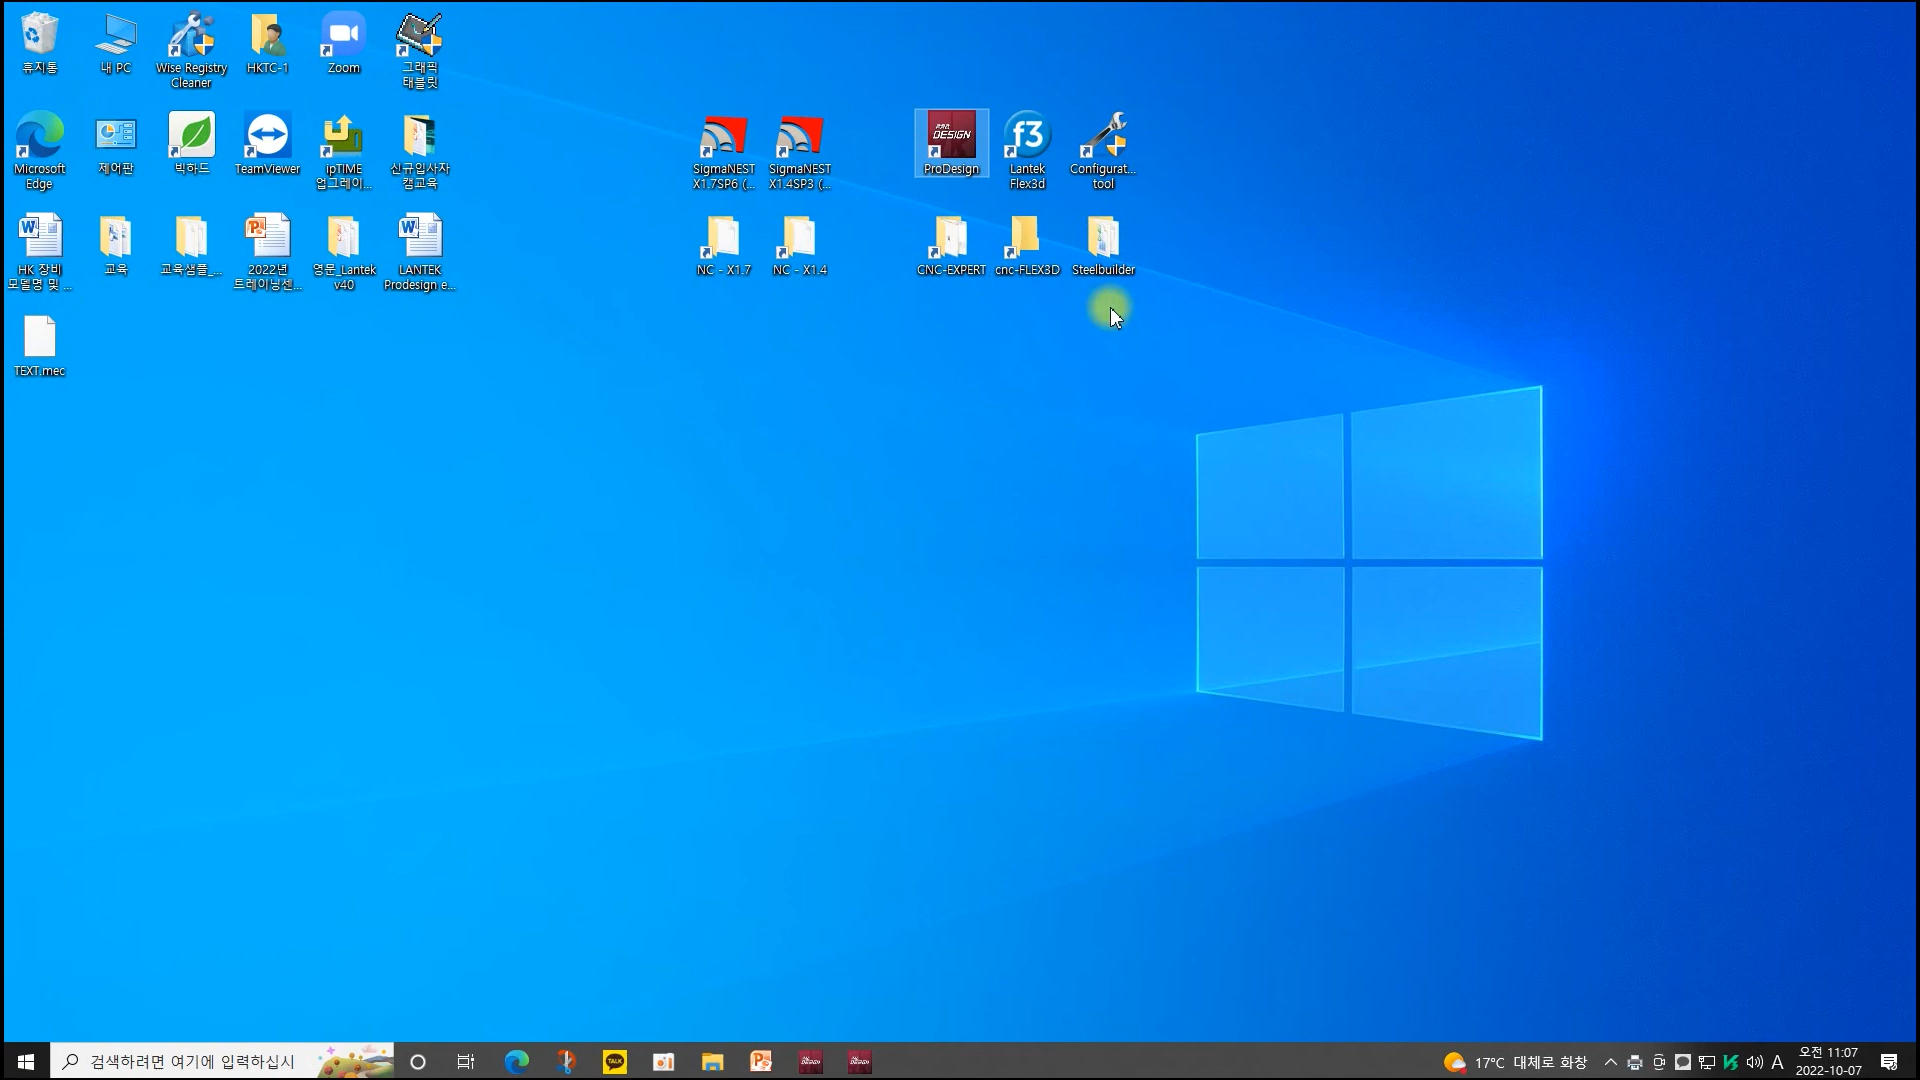 휴지통
내 PC
Wise Registry
Cleaner
HKTC-1
Zoom
그래픽
태블릿
Microsoft
Edge
제어판
빅하드
TeamViewer
ipTIME
업그레이...
신규입사자
캠교육
SigmaNEST
X1.7SP6 (...
SigmaNEST
X1.4SP3 (...
DESIGN
ProDesign
f3
Lantek
Flex3d
Configurat...
tool
HK 장비
모델명 및 ...
교육
교육샘플_...
2022년
트레이닝센...
영문_Lantek
v40
LANTEK
Prodesign e...
NC - X1.7
NC - X1.4
CNC-EXPERT
cnc-FLEX3D
Steelbuilder
TEXT.mec
검색하려면 여기에 입력하십시
TALK
17°C 대체로 화창
A
오전 11:07
2022-10-07